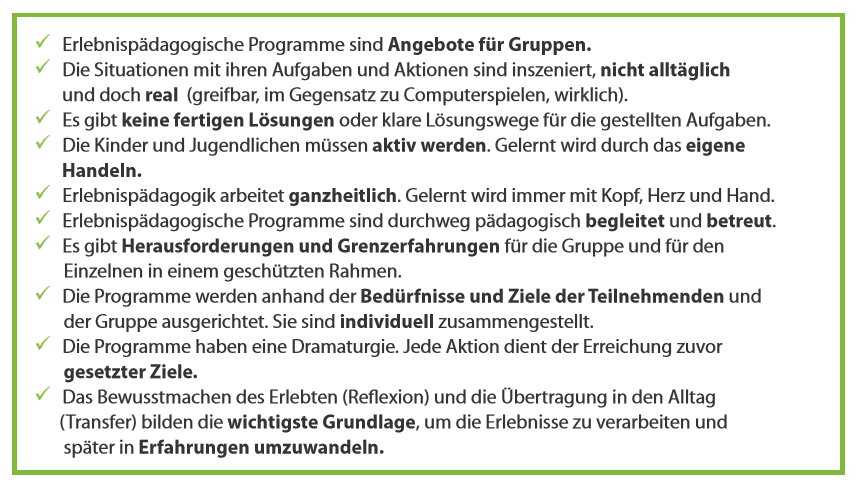 ✓ Erlebnispädagogische Programme sind Angebote für Gruppen.
✓ Die Situationen mit ihren Aufgaben und Aktionen sind inszeniert, nicht alltäglich
und doch real (greifbar, im Gegensatz zu Computerspielen, wirklich).
✓ Es gibt keine fertigen Lösungen oder klare Lösungswege für die gestellten Aufgaben.
✓ Die Kinder und Jugendlichen müssen aktiv werden. Gelernt wird durch das eigene
Handeln.
✓ Erlebnispädagogik arbeitet ganzheitlich. Gelernt wird immer mit Kopf, Herz und Hand.
✓ Erlebnispädagogische Programme sind durchweg pädagogisch begleitet und betreut.
✓ Es gibt Herausforderungen und Grenzerfahrungen für die Gruppe und für den
Einzelnen in einem geschützten Rahmen.
✓ Die Programme werden anhand der Bedürfnisse und Ziele der Teilnehmenden und
der Gruppe ausgerichtet. Sie sind individuell zusammengestellt.
✓ Die Programme haben eine Dramaturgie. Jede Aktion dient der Erreichung zuvor
gesetzter Ziele.
✓ Das Bewusstmachen des Erlebten (Reflexion) und die Übertragung in den Alltag
(Transfer) bilden die wichtigste Grundlage, um die Erlebnisse zu verarbeiten und
später in Erfahrungen umzuwandeln.